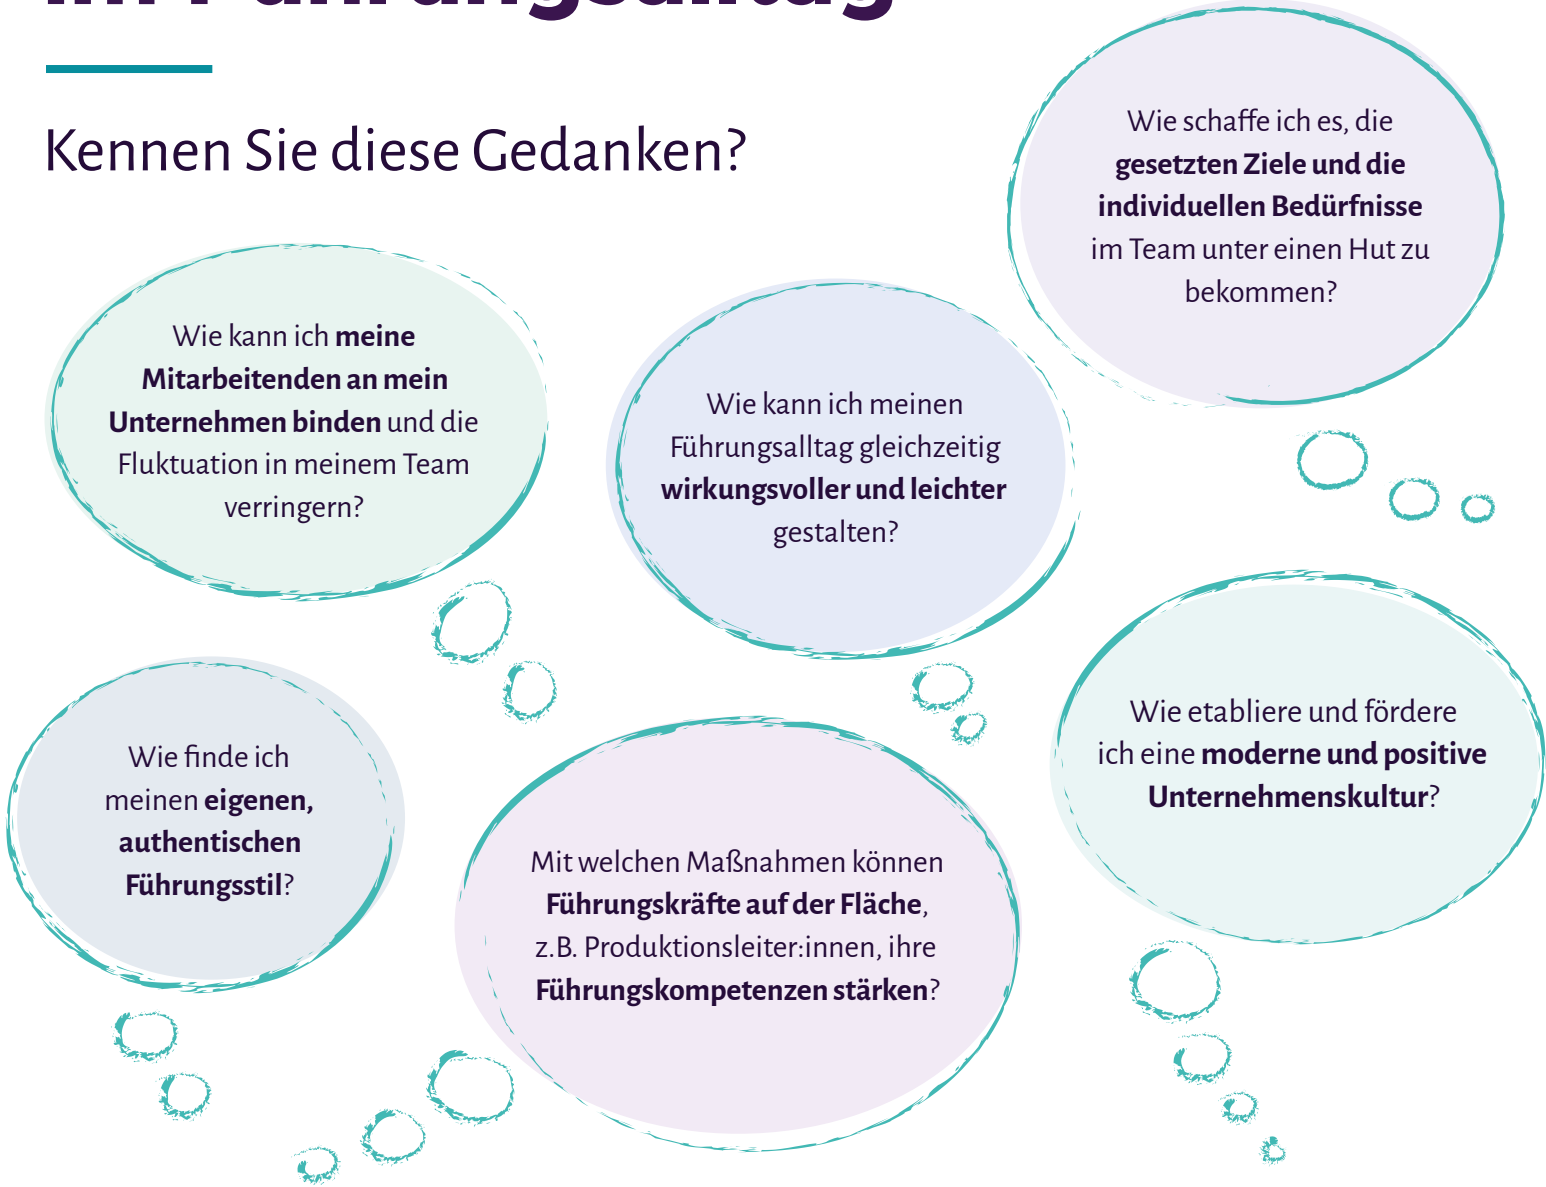 im Führungsalltag
Kennen Sie diese Gedanken?
Wie schaffe ich es, die
gesetzten Ziele und die
individuellen Bedürfnisse
im Team unter einen Hut zu
bekommen?
Wie kann ich meine
Mitarbeitenden an mein
Unternehmen binden und die
Fluktuation in meinem Team
verringern?
Wie kann ich meinen
Führungsalltag gleichzeitig
wirkungsvoller und leichter
gestalten?
Wie etabliere und fördere
ich eine moderne und positive
Unternehmenskultur?
Wie finde ich
meinen eigenen,
authentischen
Führungsstil?
Mit welchen Maßnahmen können
Führungskräfte auf der Fläche,
z.B. Produktionsleiter:innen, ihre
Führungskompetenzen stärken?